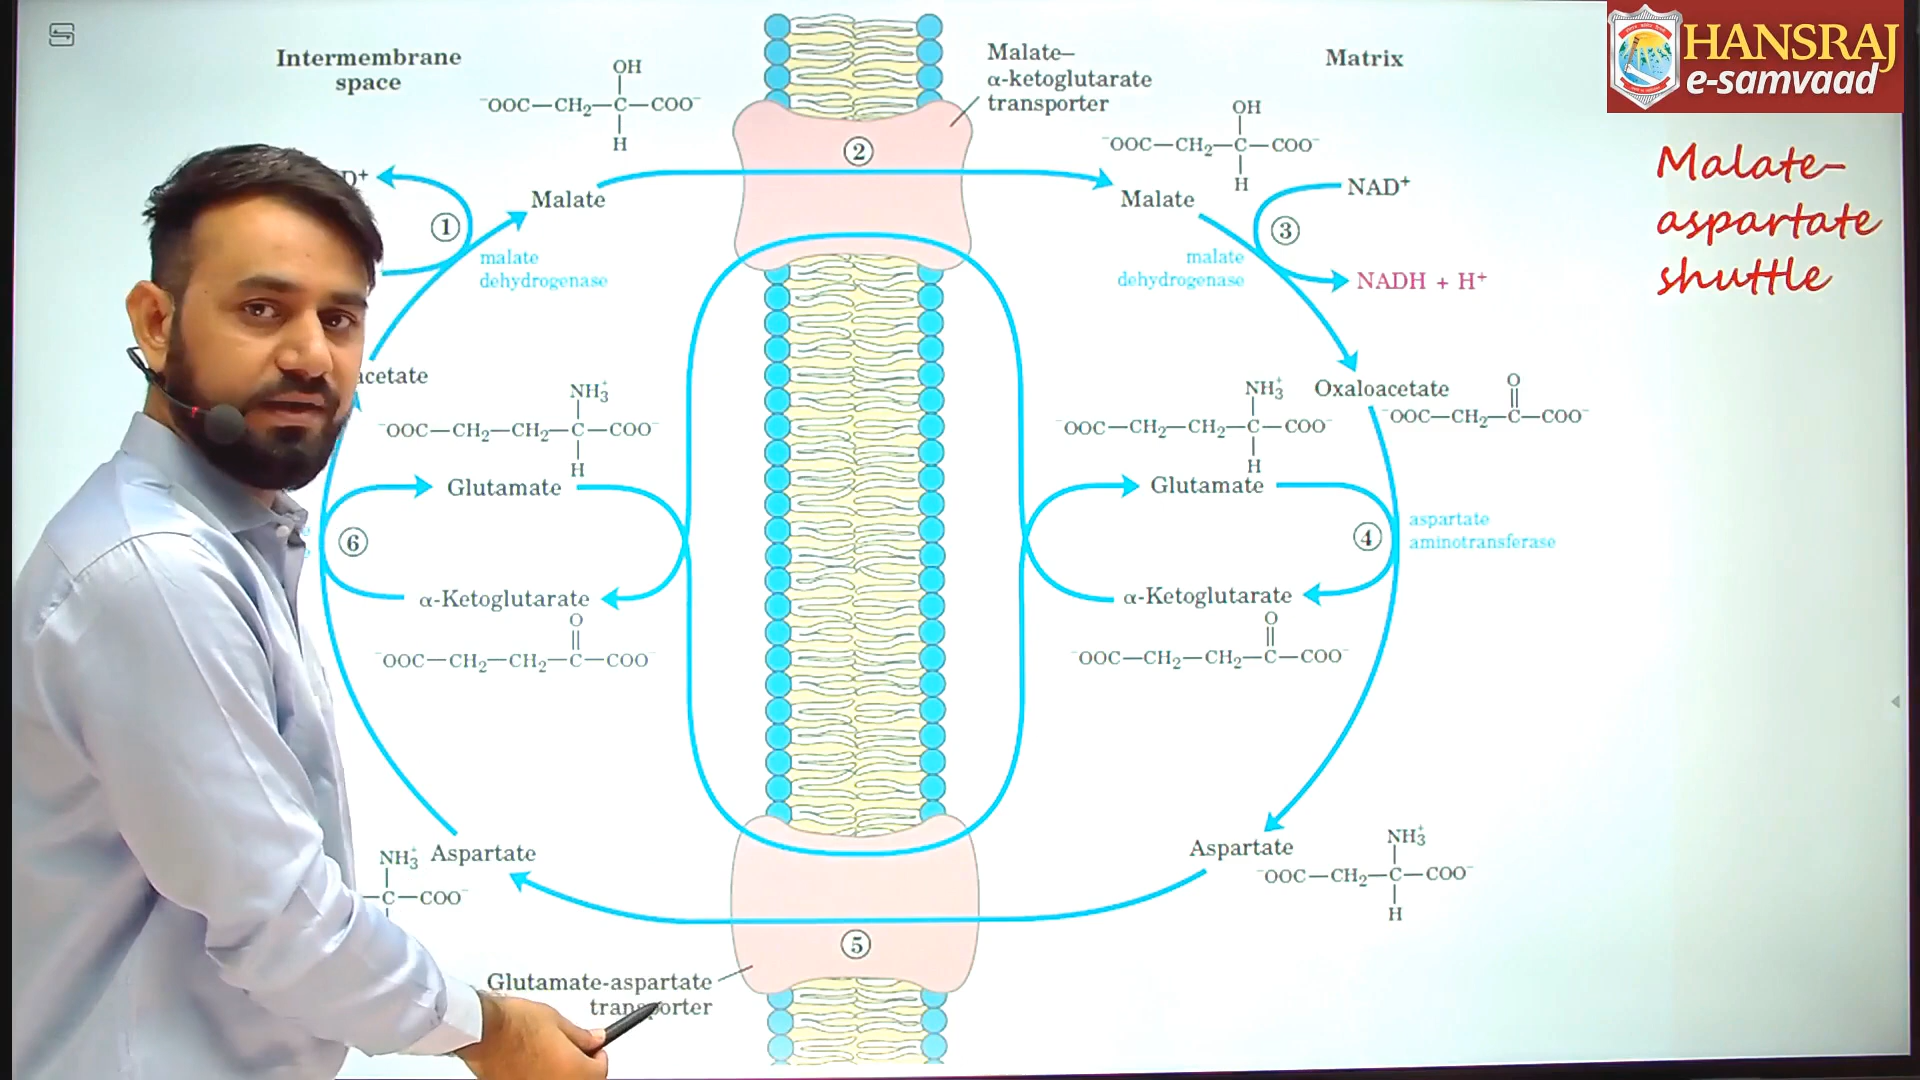 Intermembrane
space
OH
⁻OOC—CH₂—C—COO⁻
H
Malate–
α-ketoglutarate
transporter
Matrix
HANSRAJ
e-samvaad
OH
⁻OOC—CH₂—C—COO⁻
H
Malate-
aspartate
shuttle
D⁺
①
Malate
malate
dehydrogenase
②
Malate
NAD⁺
③
malate
dehydrogenase
NADH + H⁺
acetate
NH₃⁺
⁻OOC—CH₂—CH₂—C—COO⁻
H
Glutamate
⑥
α-Ketoglutarate
O
⁻OOC—CH₂—CH₂—C—COO⁻
NH₃⁺
⁻OOC—CH₂—CH₂—C—COO⁻
H
Oxaloacetate
O
⁻OOC—CH₂—C—COO⁻
Glutamate
④
aspartate
aminotransferase
α-Ketoglutarate
O
⁻OOC—CH₂—CH₂—C—COO⁻
NH₃⁺ Aspartate
—C—COO⁻
Aspartate
NH₃⁺
⁻OOC—CH₂—C—COO⁻
H
⑤
Glutamate-aspartate
transporter